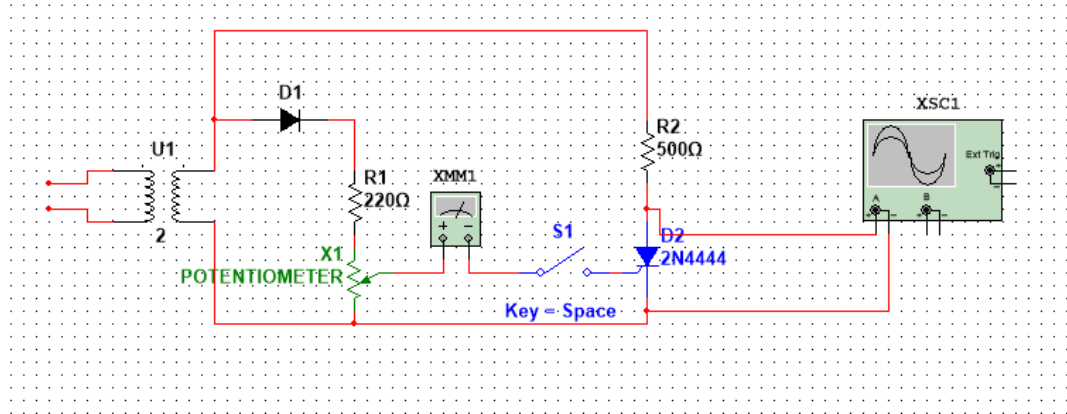 D1
XSC1
R2
500Ω
Ext Trig
+
−
U1
R1
220Ω
XMM1
+ −
A
B
+ − + −
2
S1
D2
2N4444
X1
POTENTIOMETER
Key = Space